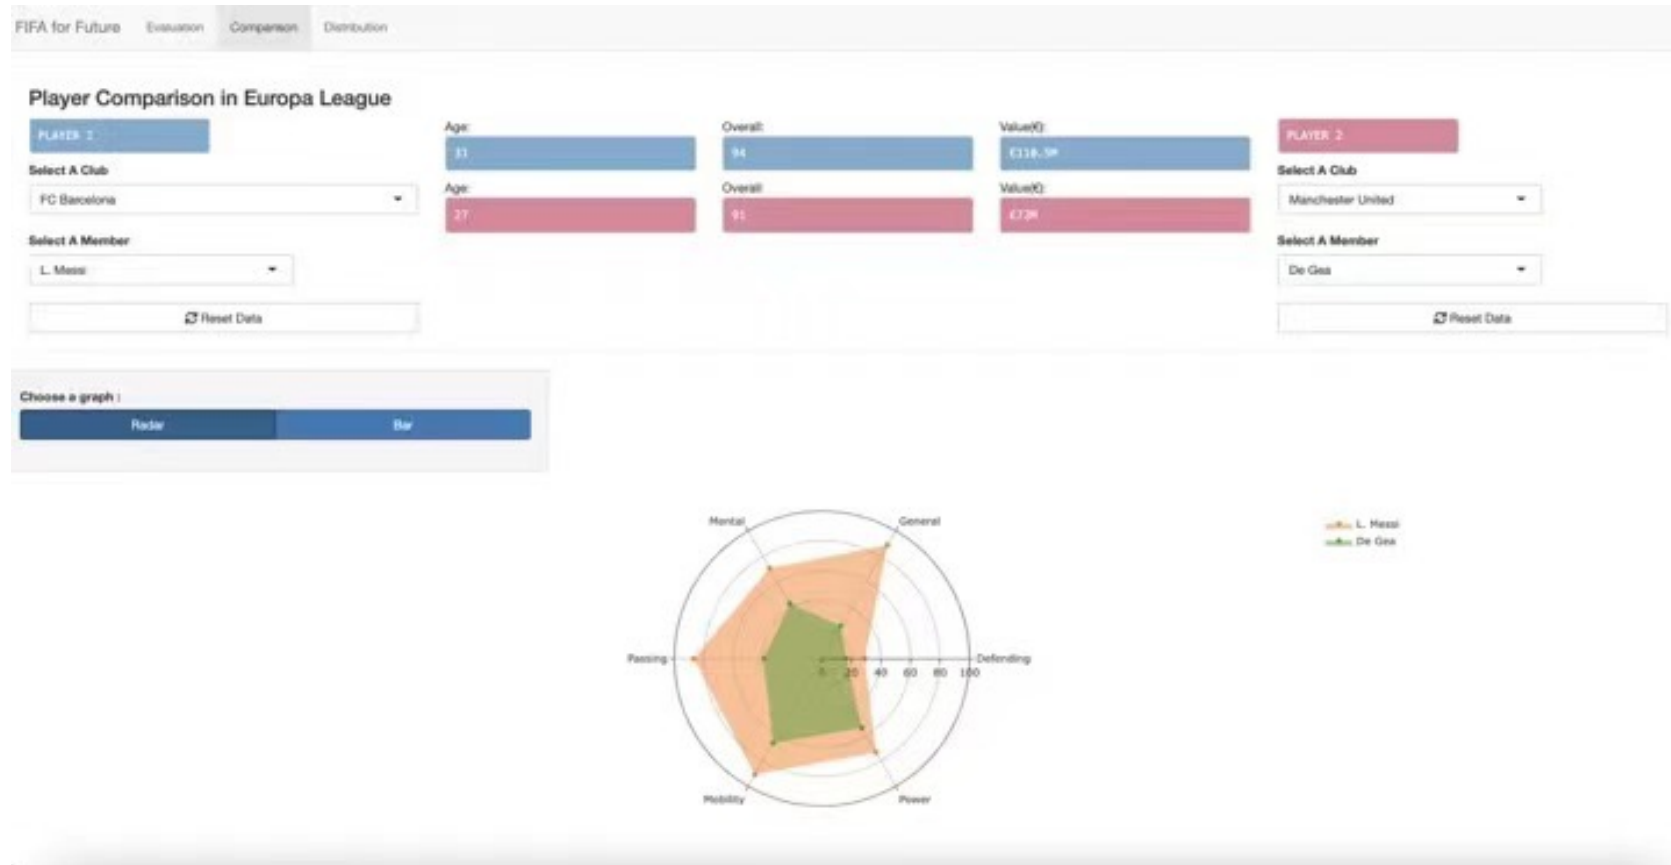 FIFA for Future Evaluation Comparison Distribution
Player Comparison in Europa League
PLAYER 1
Select A Club
FC Barcelona
Select A Member
L. Messi
Reset Data
Age: Overall: Value(€):
31 94 €110.5M
Age: Overall: Value(€):
27 91 €72M
PLAYER 2
Select A Club
Manchester United
Select A Member
De Gea
Reset Data
Choose a graph :
Radar Bar
Mental General
Passing Defending
0 20 40 60 80 100
Mobility Power
L. Messi
De Gea